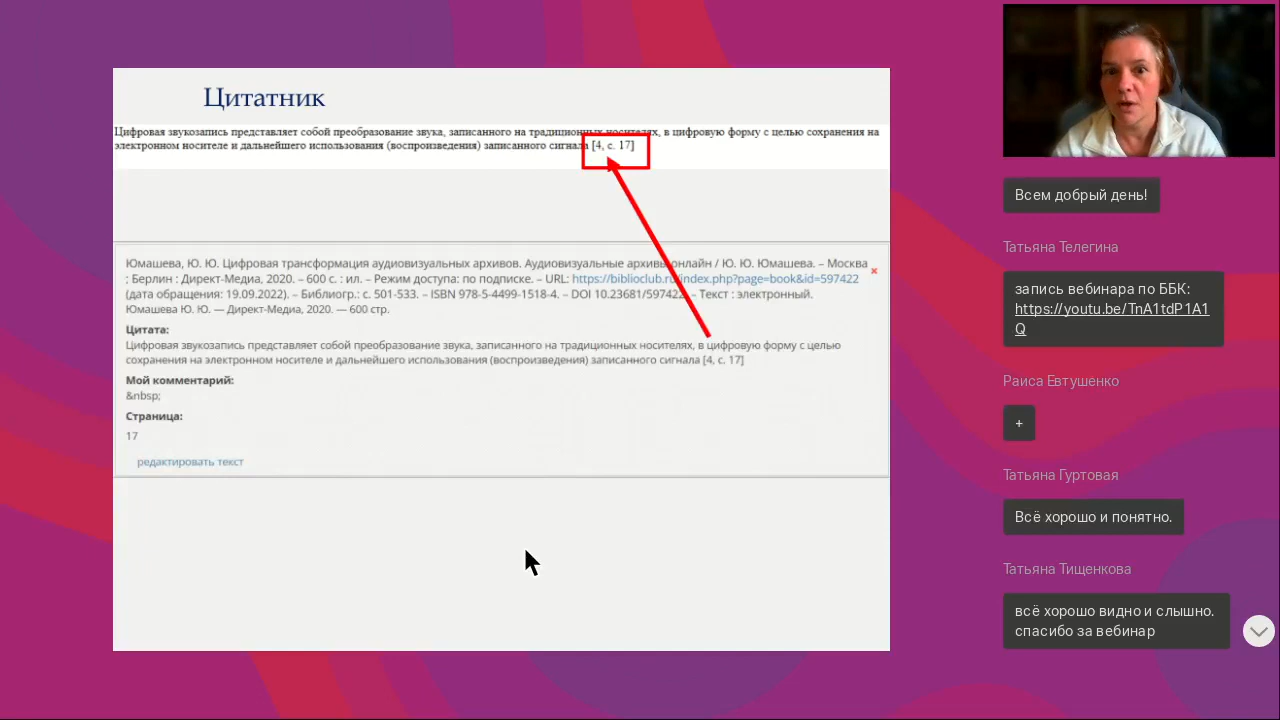 Цитатник
Цифровая звукозапись представляет собой преобразование звука, записанного на традиционных носителях, в цифровую форму с целью сохранения на
электронном носителе и дальнейшего использования (воспроизведения) записанного сигнала [4, с. 17]
Юмашева, Ю. Ю. Цифровая трансформация аудиовизуальных архивов. Аудиовизуальные архивы онлайн / Ю. Ю. Юмашева. – Москва
; Берлин : Директ-Медиа, 2020. – 600 с. : ил. – Режим доступа: по подписке. – URL: https://biblioclub.ru/index.php?page=book&id=597422
(дата обращения: 19.09.2022). – Библиогр.: с. 501-533. – ISBN 978-5-4499-1518-4. – DOI 10.23681/597422. – Текст : электронный.
Юмашева Ю. Ю. — Директ-Медиа, 2020. — 600 стр.
Цитата:
Цифровая звукозапись представляет собой преобразование звука, записанного на традиционных носителях, в цифровую форму с целью
сохранения на электронном носителе и дальнейшего использования (воспроизведения) записанного сигнала [4, с. 17]
Мой комментарий:
&nbsp;
Страница:
17
редактировать текст
Всем добрый день!
Татьяна Телегина
запись вебинара по ББК:
https://youtu.be/TnA1tdP1A1
Q
Раиса Евтушенко
+
Татьяна Гуртовая
Всё хорошо и понятно.
Татьяна Тищенкова
всё хорошо видно и слышно.
спасибо за вебинар